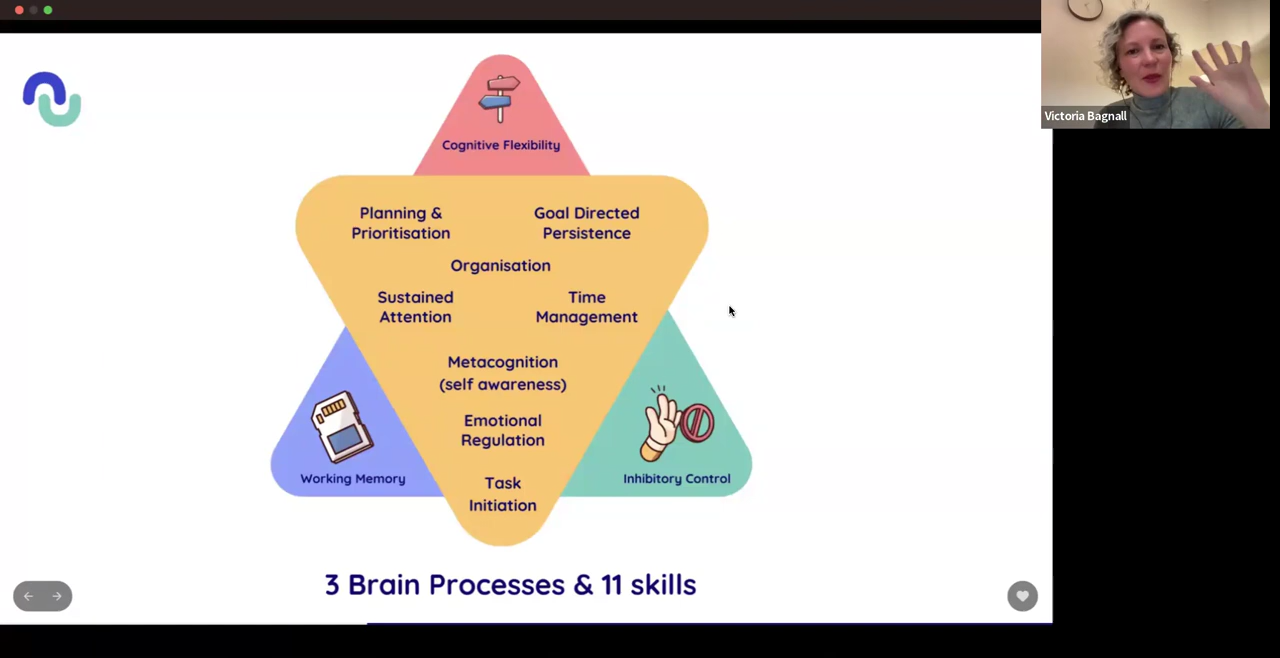 Victoria Bagnall
Cognitive Flexibility
Planning &
Prioritisation
Goal Directed
Persistence
Organisation
Sustained
Attention
Time
Management
Metacognition
(self awareness)
Emotional
Regulation
Working Memory
Inhibitory Control
Task
Initiation
3 Brain Processes & 11 skills